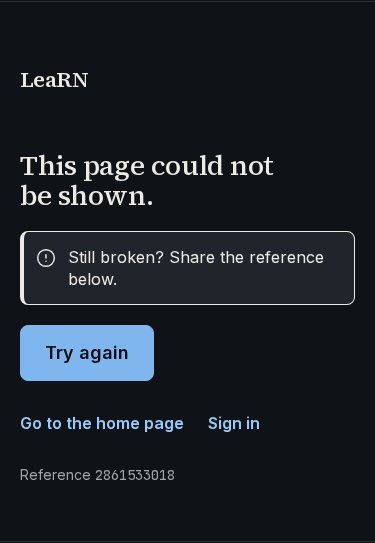 LeaRN
This page could not
be shown.
Still broken? Share the reference
below.
Try again
Go to the home page Sign in
Reference 2861533018